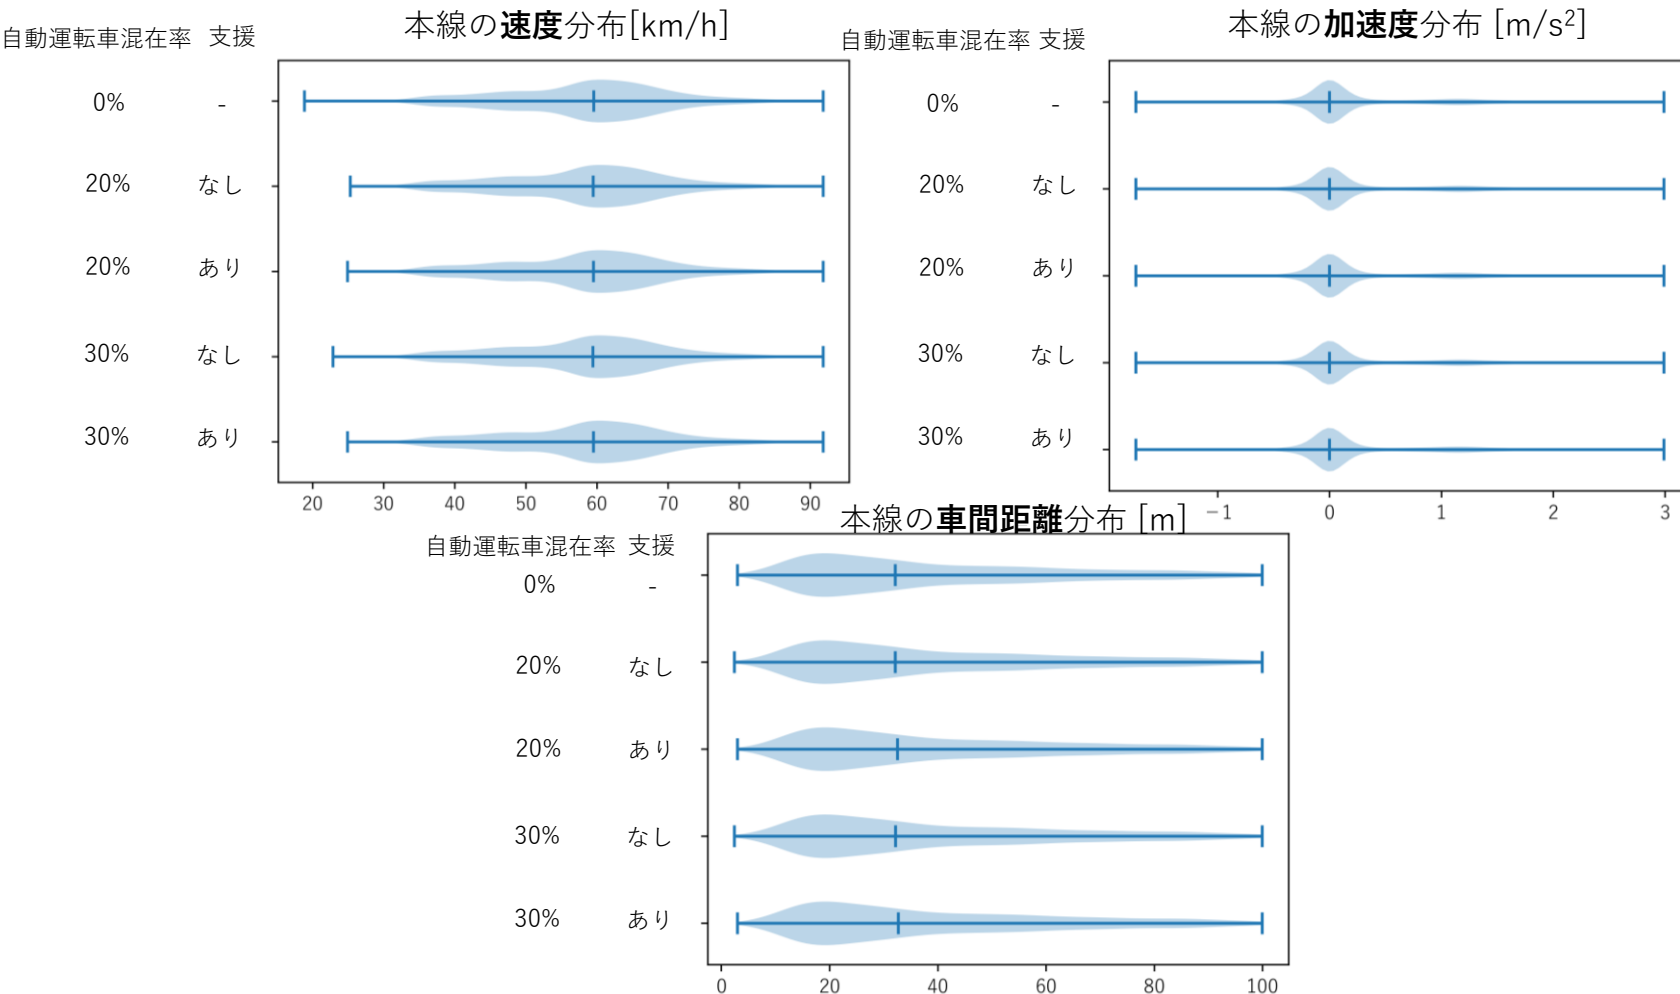 本線の速度分布[km/h]
自動運転車混在率 支援
0% -
20% なし
20% あり
30% なし
30% あり
20 30 40 50 60 70 80 90
本線の加速度分布 [m/s²]
自動運転車混在率 支援
0% -
20% なし
20% あり
30% なし
30% あり
−1 0 1 2 3
本線の車間距離分布 [m]
自動運転車混在率 支援
0% -
20% なし
20% あり
30% なし
30% あり
0 20 40 60 80 100